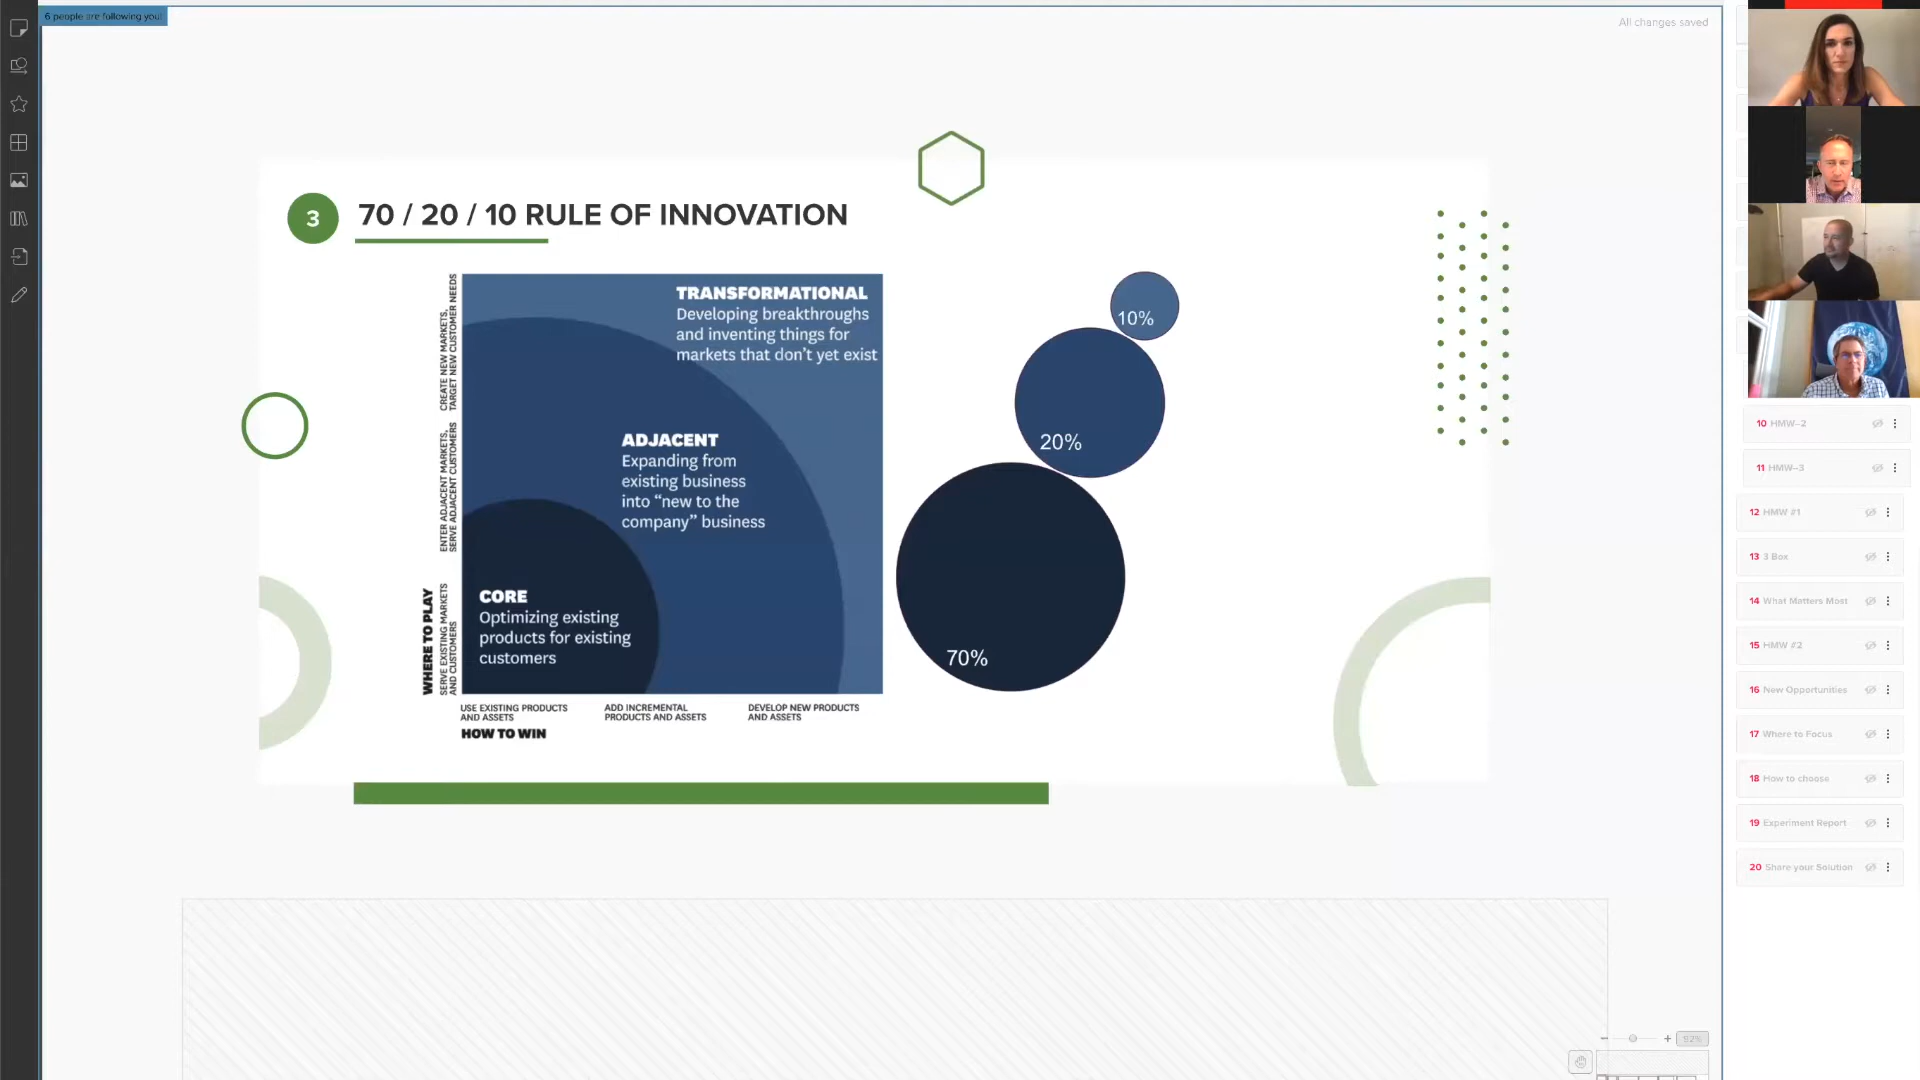 6 people are following you!
All changes saved
3
70 / 20 / 10 RULE OF INNOVATION
TRANSFORMATIONAL
Developing breakthroughs
and inventing things for
markets that don't yet exist
ADJACENT
Expanding from
existing business
into “new to the
company” business
CORE
Optimizing existing
products for existing
customers
WHERE TO PLAY
CREATE NEW MARKETS,
TARGET NEW CUSTOMER NEEDS
ENTER ADJACENT MARKETS,
SERVE ADJACENT CUSTOMERS
SERVE EXISTING MARKETS
AND CUSTOMERS
USE EXISTING PRODUCTS
AND ASSETS
ADD INCREMENTAL
PRODUCTS AND ASSETS
DEVELOP NEW PRODUCTS
AND ASSETS
HOW TO WIN
10%
20%
70%
10 HMW-2
11 HMW-3
12 HMW #1
13 3 Box
14 What Matters Most
15 HMW #2
16 New Opportunities
17 Where to Focus
18 How to choose
19 Experiment Report
20 Share your Solution